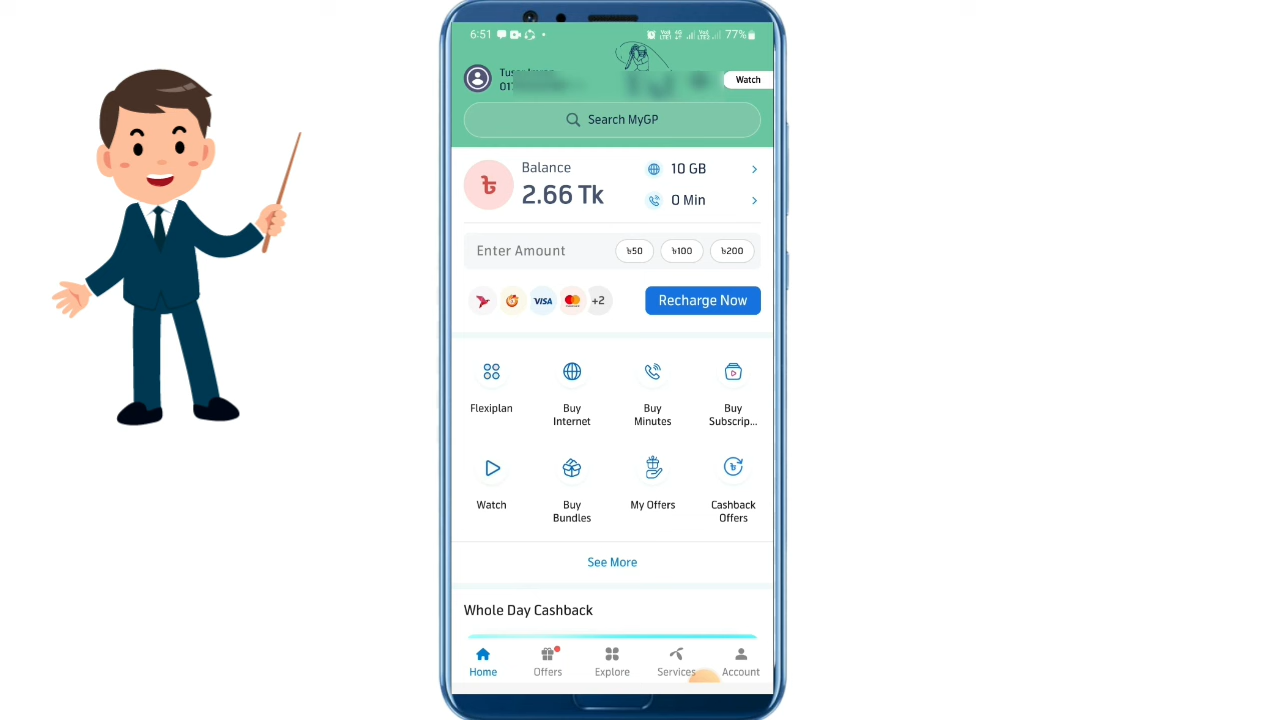 6:51
77%
01
Watch
Search MyGP
Balance
2.66 Tk
10 GB
0 Min
৳
Enter Amount
৳50
৳100
৳200
VISA
+2
Recharge Now
Flexiplan
Buy
Internet
Buy
Minutes
Buy
Subscrip...
Watch
Buy
Bundles
My Offers
Cashback
Offers
See More
Whole Day Cashback
Home
Offers
Explore
Services
Account